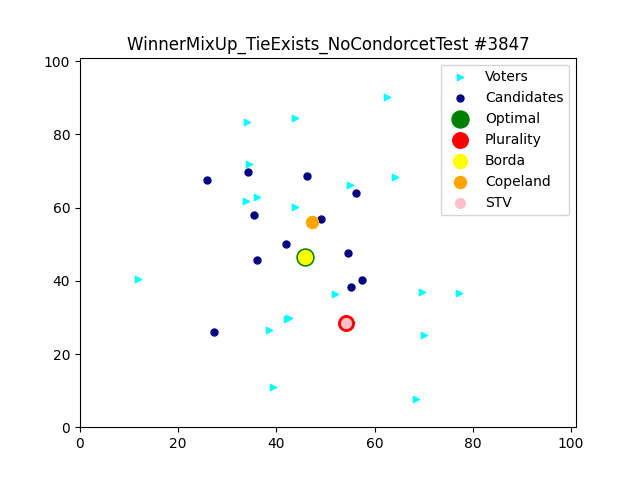 WinnerMixUp_TieExists_NoCondorcetTest #3847
100
80
60
40
20
0
0 20 40 60 80 100
Voters
Candidates
Optimal
Plurality
Borda
Copeland
STV